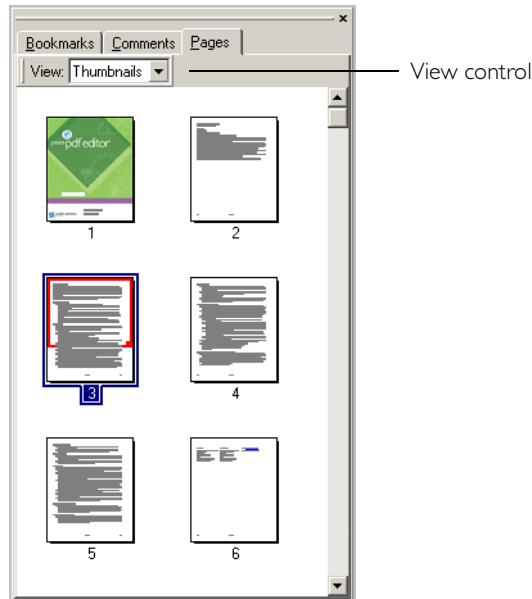 Bookmarks Comments Pages
View: Thumbnails View control
pdf editor
1 2
3 4
5 6